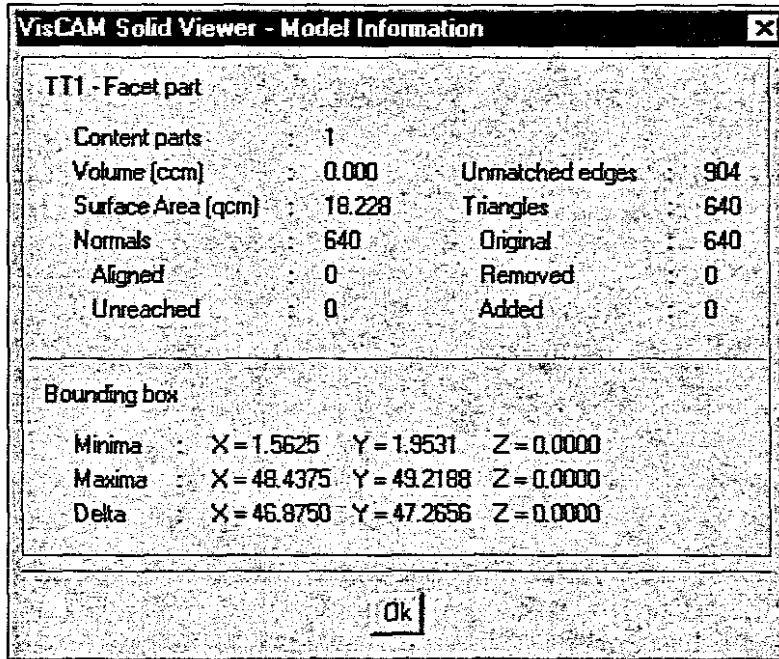 VisCAM Solid Viewer - Model Information
TT1 - Facet part
Content parts : 1
Volume (ccm) : 0.000 Unmatched edges : 904
Surface Area (qcm) : 18.228 Triangles : 640
Normals : 640 Original : 640
Aligned : 0 Removed : 0
Unreached : 0 Added : 0
Bounding box
Minima : X = 1.5625 Y = 1.9531 Z = 0.0000
Maxima : X = 48.4375 Y = 49.2188 Z = 0.0000
Delta : X = 46.8750 Y = 47.2656 Z = 0.0000
Ok